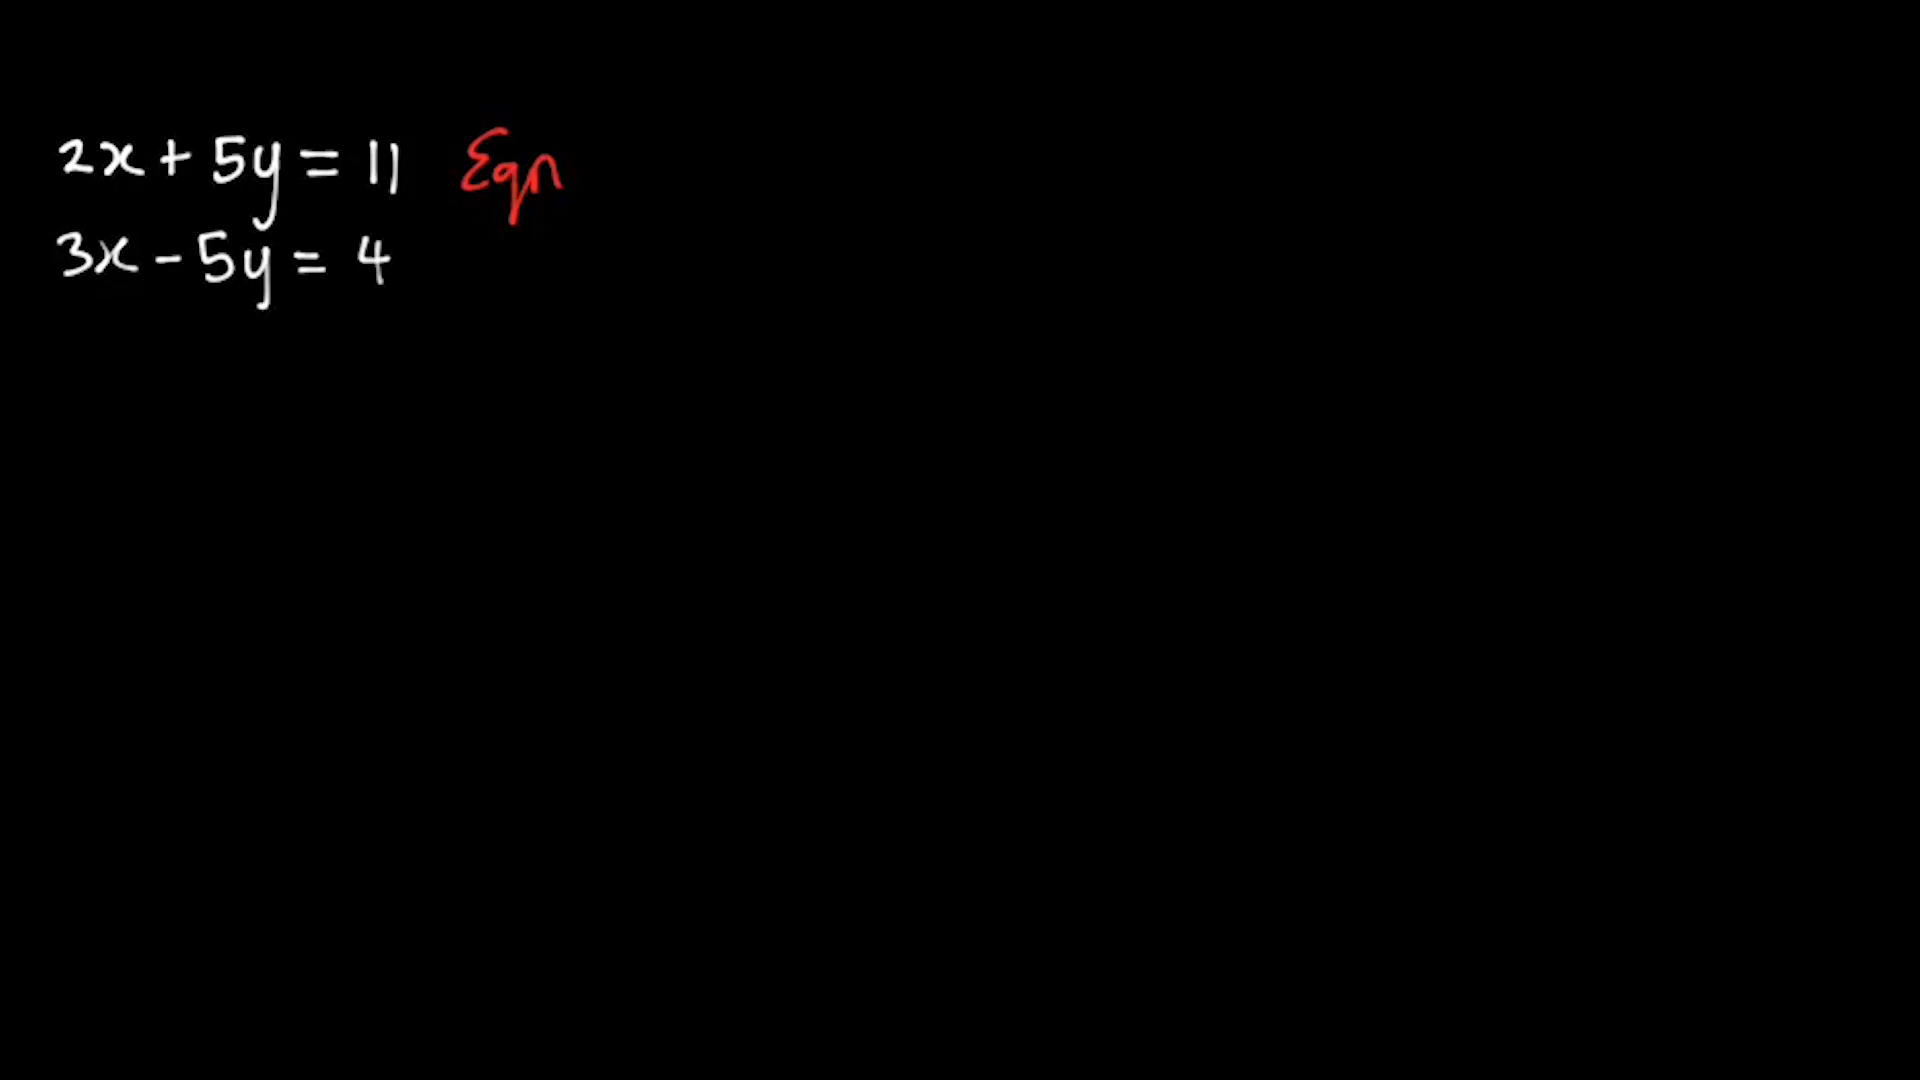 2x + 5y = 11 Eqn
3x - 5y = 4